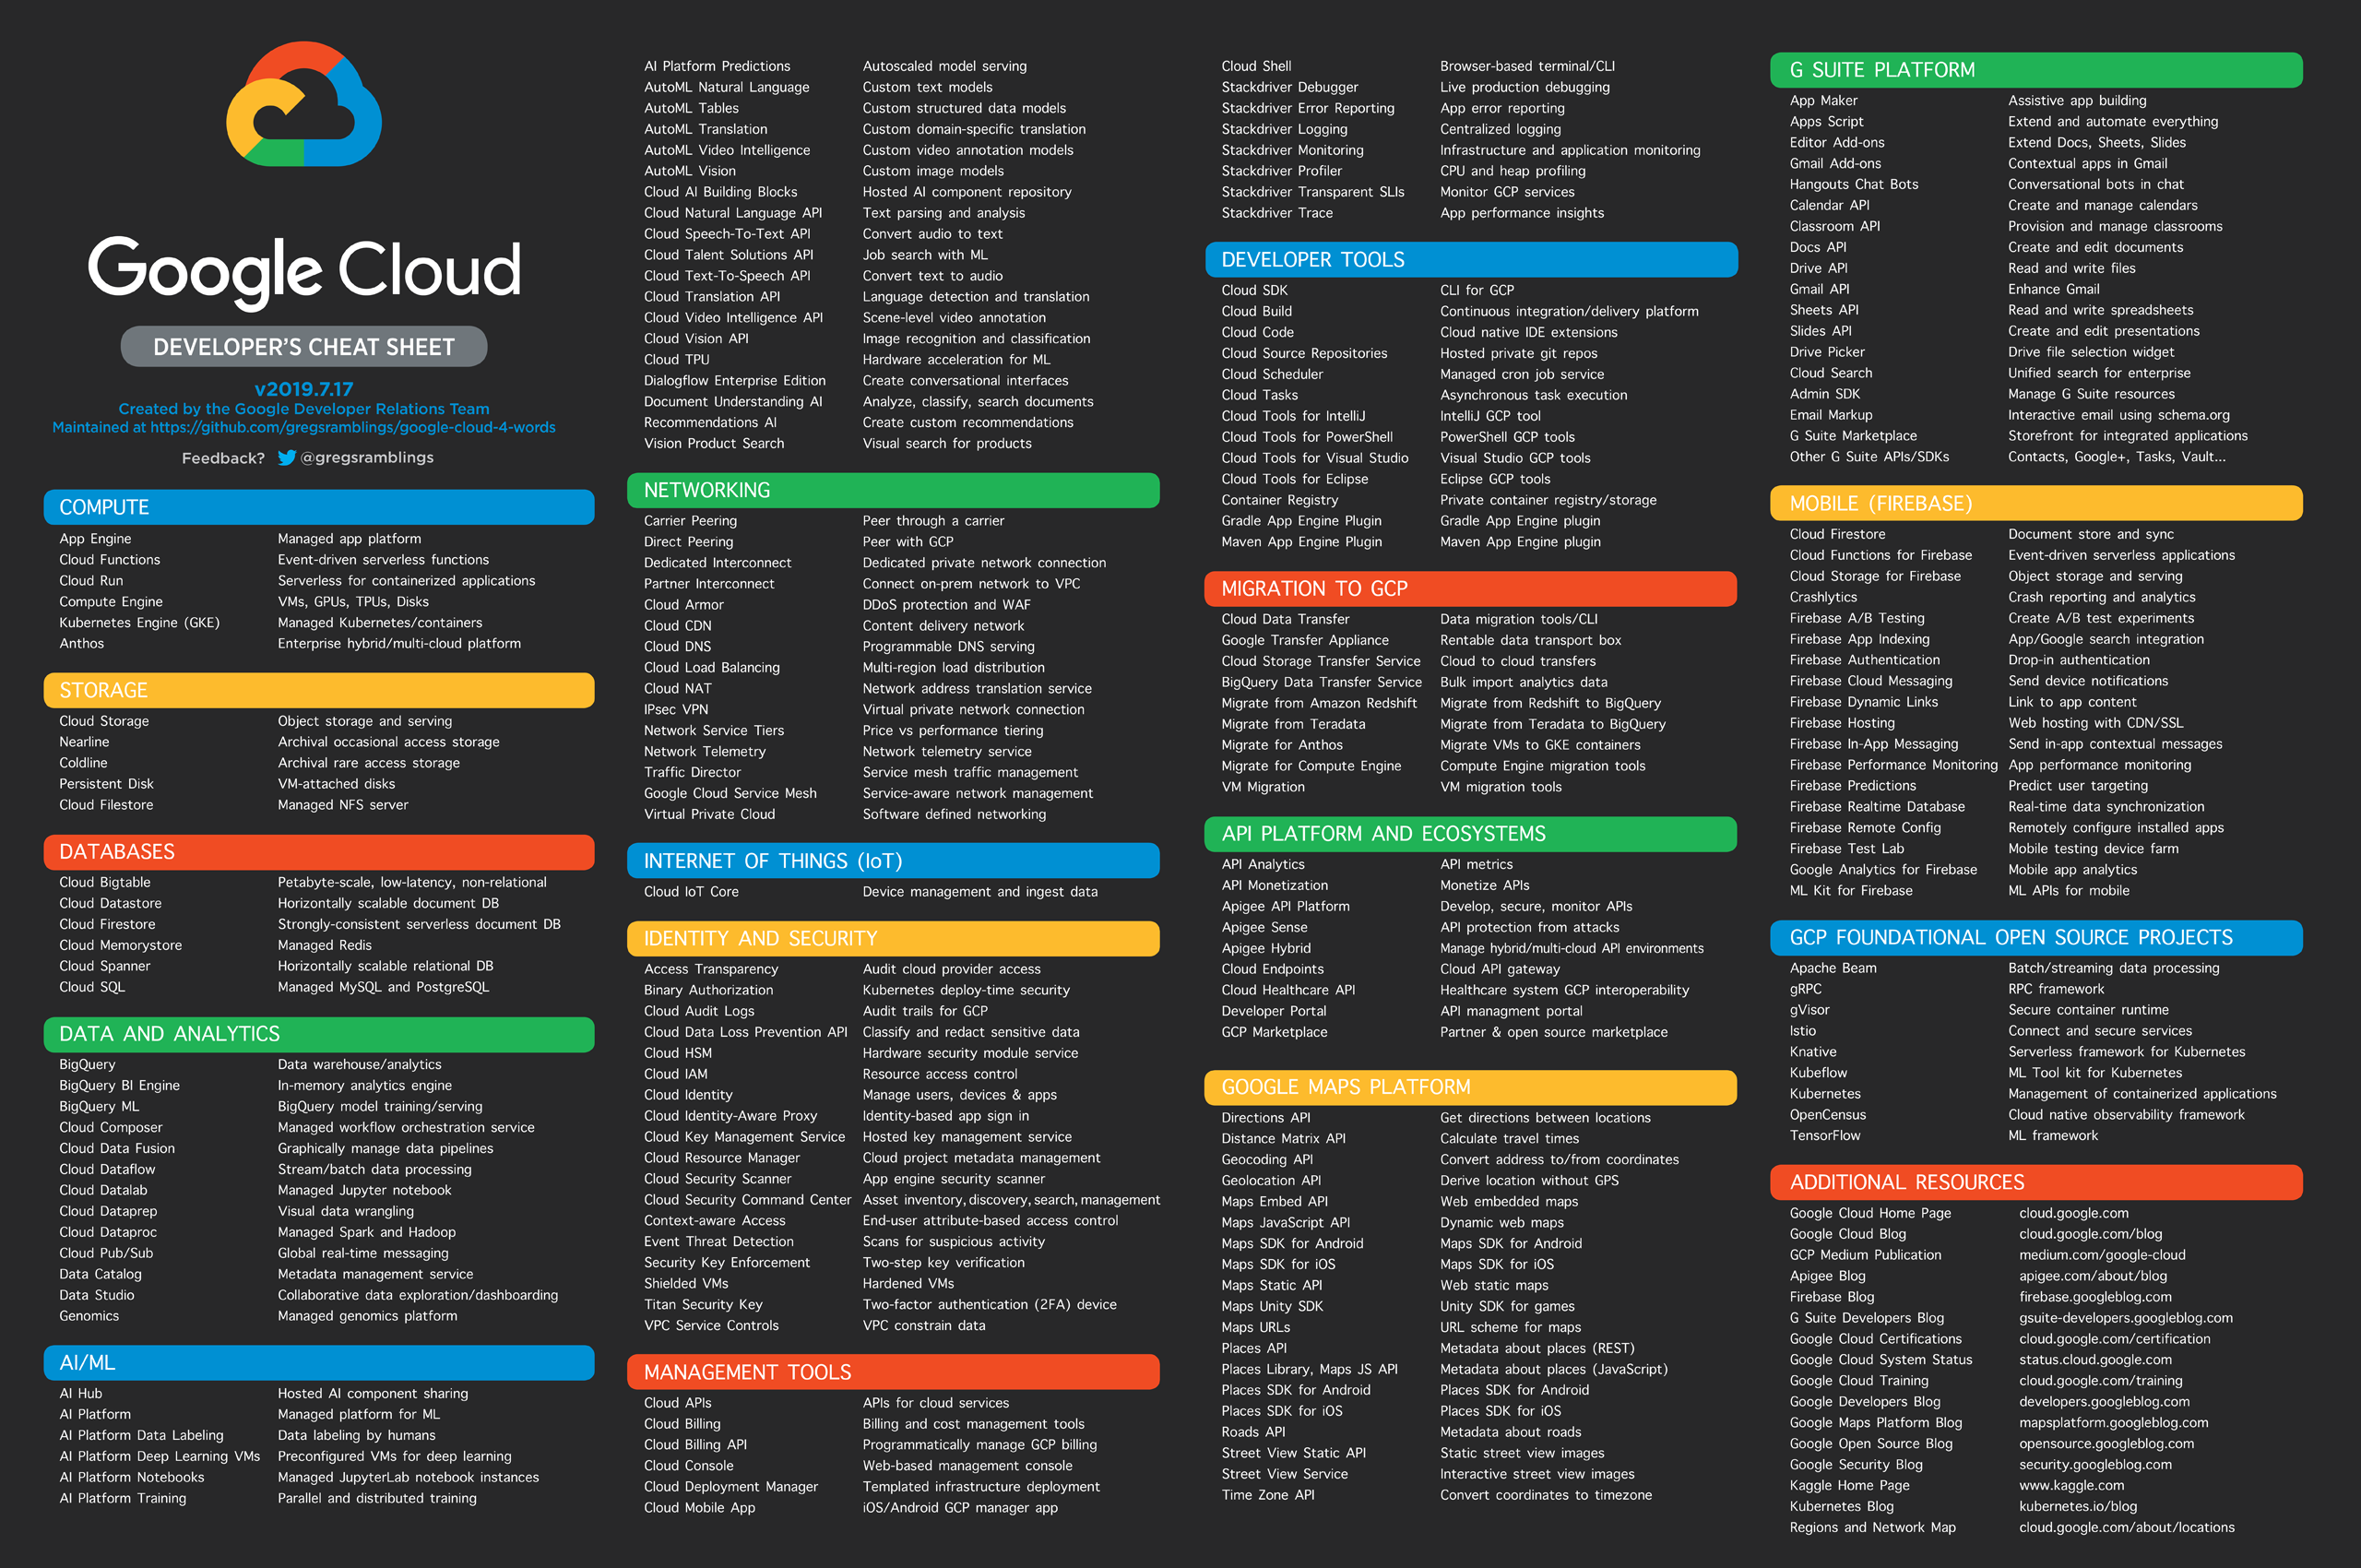 Google Cloud
DEVELOPER'S CHEAT SHEET
v2019.7.17
Created by the Google Developer Relations Team
Maintained at https://github.com/gregsramblings/google-cloud-4-words
Feedback? @gregsramblings
COMPUTE
App Engine Managed app platform
Cloud Functions Event-driven serverless functions
Cloud Run Serverless for containerized applications
Compute Engine VMs, GPUs, TPUs, Disks
Kubernetes Engine (GKE) Managed Kubernetes/containers
Anthos Enterprise hybrid/multi-cloud platform
STORAGE
Cloud Storage Object storage and serving
Nearline Archival occasional access storage
Coldline Archival rare access storage
Persistent Disk VM-attached disks
Cloud Filestore Managed NFS server
DATABASES
Cloud Bigtable Petabyte-scale, low-latency, non-relational
Cloud Datastore Horizontally scalable document DB
Cloud Firestore Strongly-consistent serverless document DB
Cloud Memorystore Managed Redis
Cloud Spanner Horizontally scalable relational DB
Cloud SQL Managed MySQL and PostgreSQL
DATA AND ANALYTICS
BigQuery Data warehouse/analytics
BigQuery BI Engine In-memory analytics engine
BigQuery ML BigQuery model training/serving
Cloud Composer Managed workflow orchestration service
Cloud Data Fusion Graphically manage data pipelines
Cloud Dataflow Stream/batch data processing
Cloud Datalab Managed Jupyter notebook
Cloud Dataprep Visual data wrangling
Cloud Dataproc Managed Spark and Hadoop
Cloud Pub/Sub Global real-time messaging
Data Catalog Metadata management service
Data Studio Collaborative data exploration/dashboarding
Genomics Managed genomics platform
AI/ML
AI Hub Hosted AI component sharing
AI Platform Managed platform for ML
AI Platform Data Labeling Data labeling by humans
AI Platform Deep Learning VMs Preconfigured VMs for deep learning
AI Platform Notebooks Managed JupyterLab notebook instances
AI Platform Training Parallel and distributed training
AI Platform Predictions Autoscaled model serving
AutoML Natural Language Custom text models
AutoML Tables Custom structured data models
AutoML Translation Custom domain-specific translation
AutoML Video Intelligence Custom video annotation models
AutoML Vision Custom image models
Cloud AI Building Blocks Hosted AI component repository
Cloud Natural Language API Text parsing and analysis
Cloud Speech-To-Text API Convert audio to text
Cloud Talent Solutions API Job search with ML
Cloud Text-To-Speech API Convert text to audio
Cloud Translation API Language detection and translation
Cloud Video Intelligence API Scene-level video annotation
Cloud Vision API Image recognition and classification
Cloud TPU Hardware acceleration for ML
Dialogflow Enterprise Edition Create conversational interfaces
Document Understanding AI Analyze, classify, search documents
Recommendations AI Create custom recommendations
Vision Product Search Visual search for products
NETWORKING
Carrier Peering Peer through a carrier
Direct Peering Peer with GCP
Dedicated Interconnect Dedicated private network connection
Partner Interconnect Connect on-prem network to VPC
Cloud Armor DDoS protection and WAF
Cloud CDN Content delivery network
Cloud DNS Programmable DNS serving
Cloud Load Balancing Multi-region load distribution
Cloud NAT Network address translation service
IPsec VPN Virtual private network connection
Network Service Tiers Price vs performance tiering
Network Telemetry Network telemetry service
Traffic Director Service mesh traffic management
Google Cloud Service Mesh Service-aware network management
Virtual Private Cloud Software defined networking
INTERNET OF THINGS (IoT)
Cloud IoT Core Device management and ingest data
IDENTITY AND SECURITY
Access Transparency Audit cloud provider access
Binary Authorization Kubernetes deploy-time security
Cloud Audit Logs Audit trails for GCP
Cloud Data Loss Prevention API Classify and redact sensitive data
Cloud HSM Hardware security module service
Cloud IAM Resource access control
Cloud Identity Manage users, devices & apps
Cloud Identity-Aware Proxy Identity-based app sign in
Cloud Key Management Service Hosted key management service
Cloud Resource Manager Cloud project metadata management
Cloud Security Scanner App engine security scanner
Cloud Security Command Center Asset inventory, discovery, search, management
Context-aware Access End-user attribute-based access control
Event Threat Detection Scans for suspicious activity
Security Key Enforcement Two-step key verification
Shielded VMs Hardened VMs
Titan Security Key Two-factor authentication (2FA) device
VPC Service Controls VPC constrain data
MANAGEMENT TOOLS
Cloud APIs APIs for cloud services
Cloud Billing Billing and cost management tools
Cloud Billing API Programmatically manage GCP billing
Cloud Console Web-based management console
Cloud Deployment Manager Templated infrastructure deployment
Cloud Mobile App iOS/Android GCP manager app
Cloud Shell Browser-based terminal/CLI
Stackdriver Debugger Live production debugging
Stackdriver Error Reporting App error reporting
Stackdriver Logging Centralized logging
Stackdriver Monitoring Infrastructure and application monitoring
Stackdriver Profiler CPU and heap profiling
Stackdriver Transparent SLIs Monitor GCP services
Stackdriver Trace App performance insights
DEVELOPER TOOLS
Cloud SDK CLI for GCP
Cloud Build Continuous integration/delivery platform
Cloud Code Cloud native IDE extensions
Cloud Source Repositories Hosted private git repos
Cloud Scheduler Managed cron job service
Cloud Tasks Asynchronous task execution
Cloud Tools for IntelliJ IntelliJ GCP tool
Cloud Tools for PowerShell PowerShell GCP tools
Cloud Tools for Visual Studio Visual Studio GCP tools
Cloud Tools for Eclipse Eclipse GCP tools
Container Registry Private container registry/storage
Gradle App Engine Plugin Gradle App Engine plugin
Maven App Engine Plugin Maven App Engine plugin
MIGRATION TO GCP
Cloud Data Transfer Data migration tools/CLI
Google Transfer Appliance Rentable data transport box
Cloud Storage Transfer Service Cloud to cloud transfers
BigQuery Data Transfer Service Bulk import analytics data
Migrate from Amazon Redshift Migrate from Redshift to BigQuery
Migrate from Teradata Migrate from Teradata to BigQuery
Migrate for Anthos Migrate VMs to GKE containers
Migrate for Compute Engine Compute Engine migration tools
VM Migration VM migration tools
API PLATFORM AND ECOSYSTEMS
API Analytics API metrics
API Monetization Monetize APIs
Apigee API Platform Develop, secure, monitor APIs
Apigee Sense API protection from attacks
Apigee Hybrid Manage hybrid/multi-cloud API environments
Cloud Endpoints Cloud API gateway
Cloud Healthcare API Healthcare system GCP interoperability
Developer Portal API managment portal
GCP Marketplace Partner & open source marketplace
GOOGLE MAPS PLATFORM
Directions API Get directions between locations
Distance Matrix API Calculate travel times
Geocoding API Convert address to/from coordinates
Geolocation API Derive location without GPS
Maps Embed API Web embedded maps
Maps JavaScript API Dynamic web maps
Maps SDK for Android Maps SDK for Android
Maps SDK for iOS Maps SDK for iOS
Maps Static API Web static maps
Maps Unity SDK Unity SDK for games
Maps URLs URL scheme for maps
Places API Metadata about places (REST)
Places Library, Maps JS API Metadata about places (JavaScript)
Places SDK for Android Places SDK for Android
Places SDK for iOS Places SDK for iOS
Roads API Metadata about roads
Street View Static API Static street view images
Street View Service Interactive street view images
Time Zone API Convert coordinates to timezone
G SUITE PLATFORM
App Maker Assistive app building
Apps Script Extend and automate everything
Editor Add-ons Extend Docs, Sheets, Slides
Gmail Add-ons Contextual apps in Gmail
Hangouts Chat Bots Conversational bots in chat
Calendar API Create and manage calendars
Classroom API Provision and manage classrooms
Docs API Create and edit documents
Drive API Read and write files
Gmail API Enhance Gmail
Sheets API Read and write spreadsheets
Slides API Create and edit presentations
Drive Picker Drive file selection widget
Cloud Search Unified search for enterprise
Admin SDK Manage G Suite resources
Email Markup Interactive email using schema.org
G Suite Marketplace Storefront for integrated applications
Other G Suite APIs/SDKs Contacts, Google+, Tasks, Vault...
MOBILE (FIREBASE)
Cloud Firestore Document store and sync
Cloud Functions for Firebase Event-driven serverless applications
Cloud Storage for Firebase Object storage and serving
Crashlytics Crash reporting and analytics
Firebase A/B Testing Create A/B test experiments
Firebase App Indexing App/Google search integration
Firebase Authentication Drop-in authentication
Firebase Cloud Messaging Send device notifications
Firebase Dynamic Links Link to app content
Firebase Hosting Web hosting with CDN/SSL
Firebase In-App Messaging Send in-app contextual messages
Firebase Performance Monitoring App performance monitoring
Firebase Predictions Predict user targeting
Firebase Realtime Database Real-time data synchronization
Firebase Remote Config Remotely configure installed apps
Firebase Test Lab Mobile testing device farm
Google Analytics for Firebase Mobile app analytics
ML Kit for Firebase ML APIs for mobile
GCP FOUNDATIONAL OPEN SOURCE PROJECTS
Apache Beam Batch/streaming data processing
gRPC RPC framework
gVisor Secure container runtime
Istio Connect and secure services
Knative Serverless framework for Kubernetes
Kubeflow ML Tool kit for Kubernetes
Kubernetes Management of containerized applications
OpenCensus Cloud native observability framework
TensorFlow ML framework
ADDITIONAL RESOURCES
Google Cloud Home Page cloud.google.com
Google Cloud Blog cloud.google.com/blog
GCP Medium Publication medium.com/google-cloud
Apigee Blog apigee.com/about/blog
Firebase Blog firebase.googleblog.com
G Suite Developers Blog gsuite-developers.googleblog.com
Google Cloud Certifications cloud.google.com/certification
Google Cloud System Status status.cloud.google.com
Google Cloud Training cloud.google.com/training
Google Developers Blog developers.googleblog.com
Google Maps Platform Blog mapsplatform.googleblog.com
Google Open Source Blog opensource.googleblog.com
Google Security Blog security.googleblog.com
Kaggle Home Page www.kaggle.com
Kubernetes Blog kubernetes.io/blog
Regions and Network Map cloud.google.com/about/locations